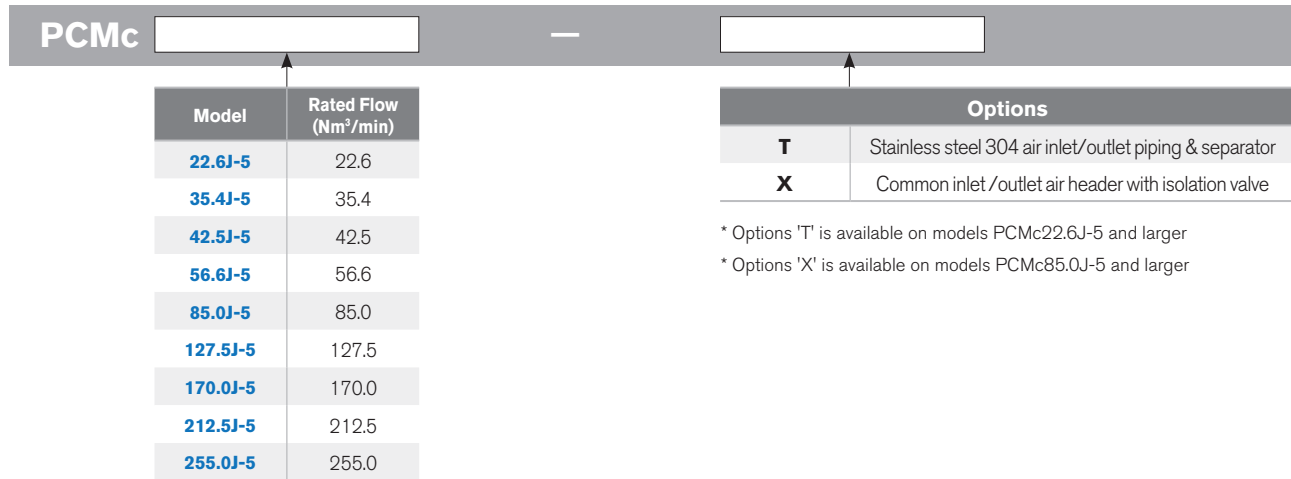 PCMc —
Model Rated Flow (Nm³/min)
22.6J-5 22.6
35.4J-5 35.4
42.5J-5 42.5
56.6J-5 56.6
85.0J-5 85.0
127.5J-5 127.5
170.0J-5 170.0
212.5J-5 212.5
255.0J-5 255.0
Options
T Stainless steel 304 air inlet/outlet piping & separator
X Common inlet /outlet air header with isolation valve
* Options 'T' is available on models PCMc22.6J-5 and larger
* Options 'X' is available on models PCMc85.0J-5 and larger